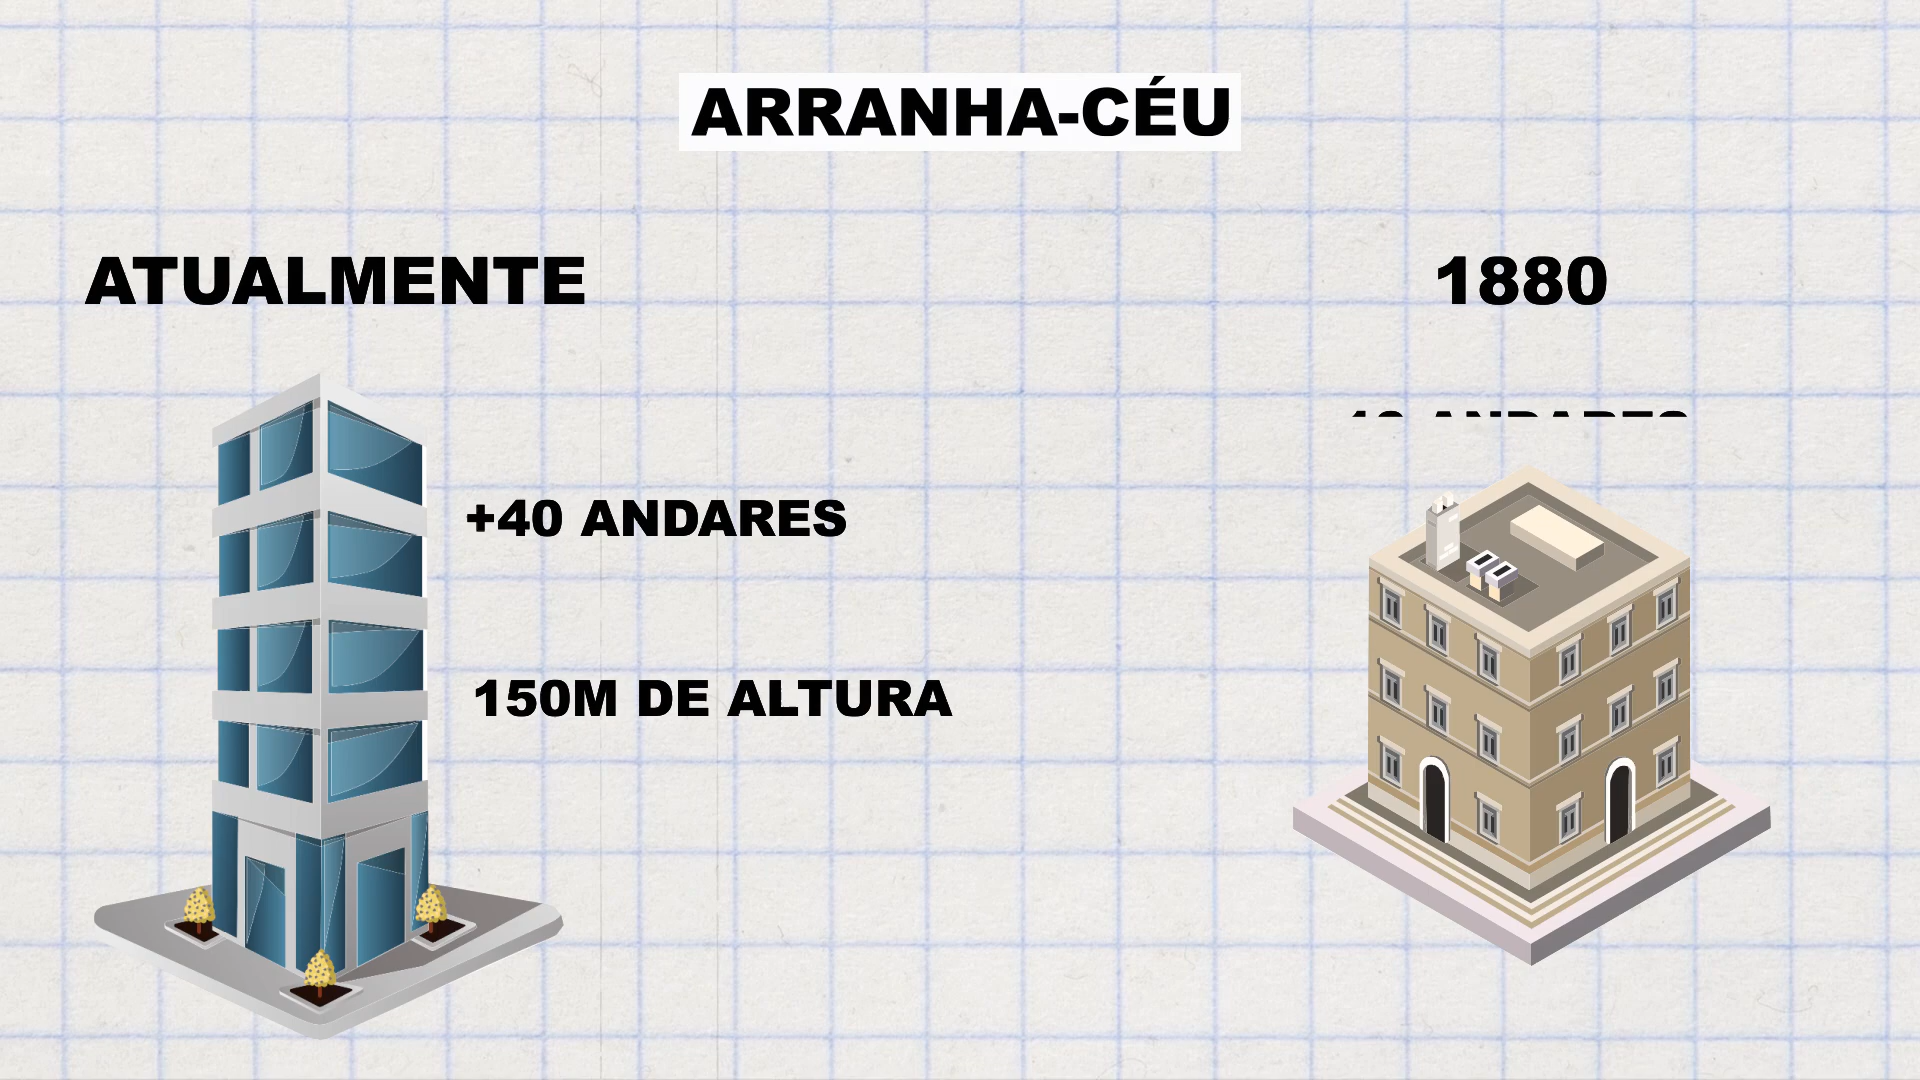 ARRANHA-CÉU
ATUALMENTE
1880
+40 ANDARES
150M DE ALTURA